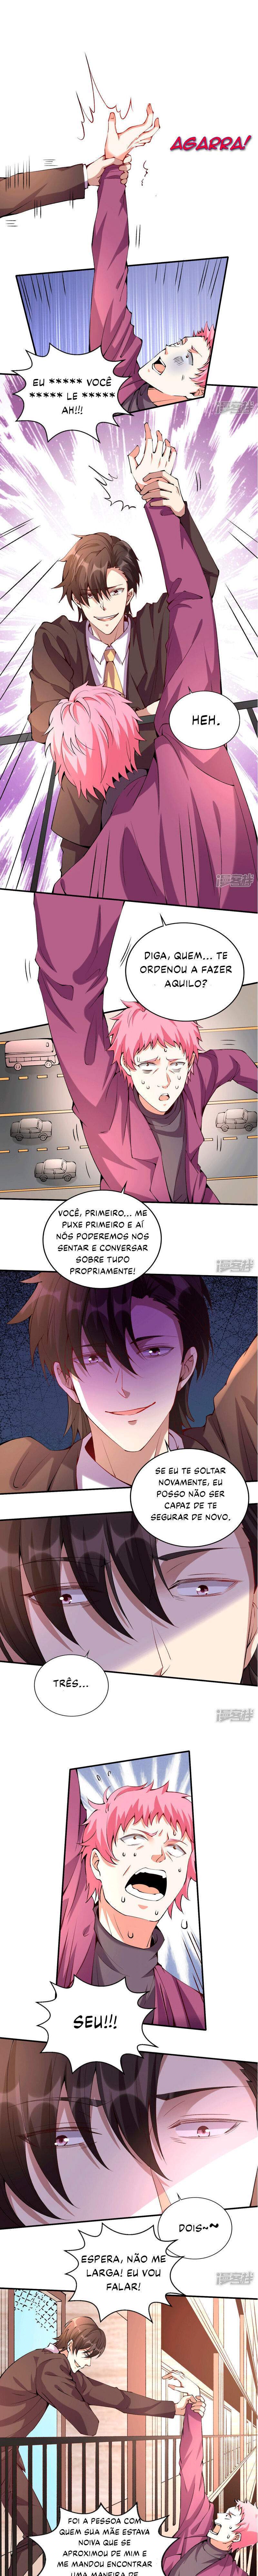 AGARRA!
EU ***** VOCÊ
***** LE *****
AH!!!
HEH.
DIGA, QUEM... TE
ORDENOU A FAZER
AQUILO?
VOCÊ, PRIMEIRO... ME
PUXE PRIMEIRO E AÍ
NÓS PODEREMOS NOS
SENTAR E CONVERSAR
SOBRE TUDO
PROPRIAMENTE!
SE EU TE SOLTAR
NOVAMENTE, EU
POSSO NÃO SER
CAPAZ DE TE
SEGURAR DE NOVO.
TRÊS...
SEU!!!
DOIS~~
ESPERA, NÃO ME
LARGA! EU VOU
FALAR!
FOI A PESSOA COM
QUEM SUA MÃE ESTAVA
NOIVA QUE SE
APROXIMOU DE MIM E
ME MANDOU ENCONTRAR
UMA MANEIRA DE